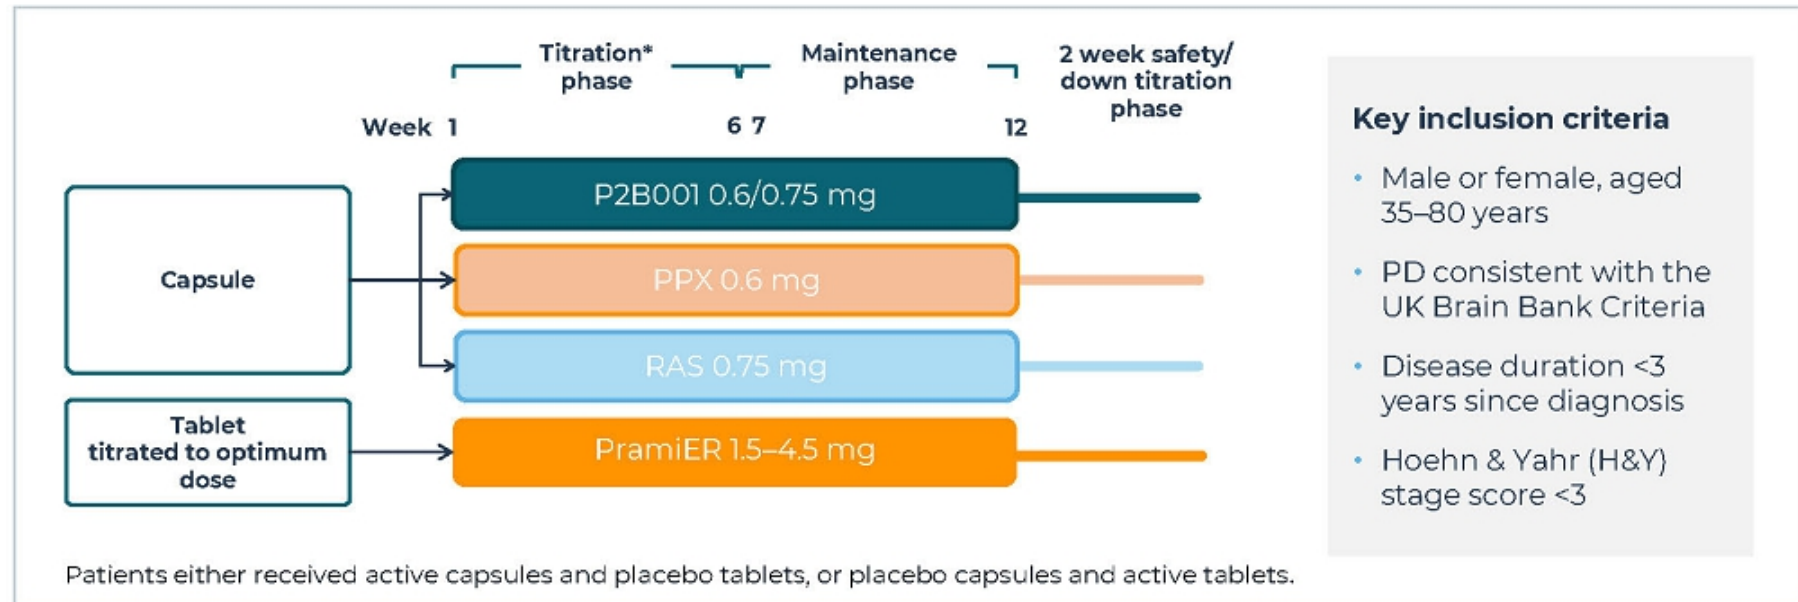 Titration*
phase
Maintenance
phase
2 week safety/
down titration
phase
Week 1
6 7
12
Capsule
P2B001 0.6/0.75 mg
PPX 0.6 mg
RAS 0.75 mg
Tablet
titrated to optimum
dose
PramiER 1.5–4.5 mg
Key inclusion criteria
• Male or female, aged
35–80 years
• PD consistent with the
UK Brain Bank Criteria
• Disease duration <3
years since diagnosis
• Hoehn & Yahr (H&Y)
stage score <3
Patients either received active capsules and placebo tablets, or placebo capsules and active tablets.